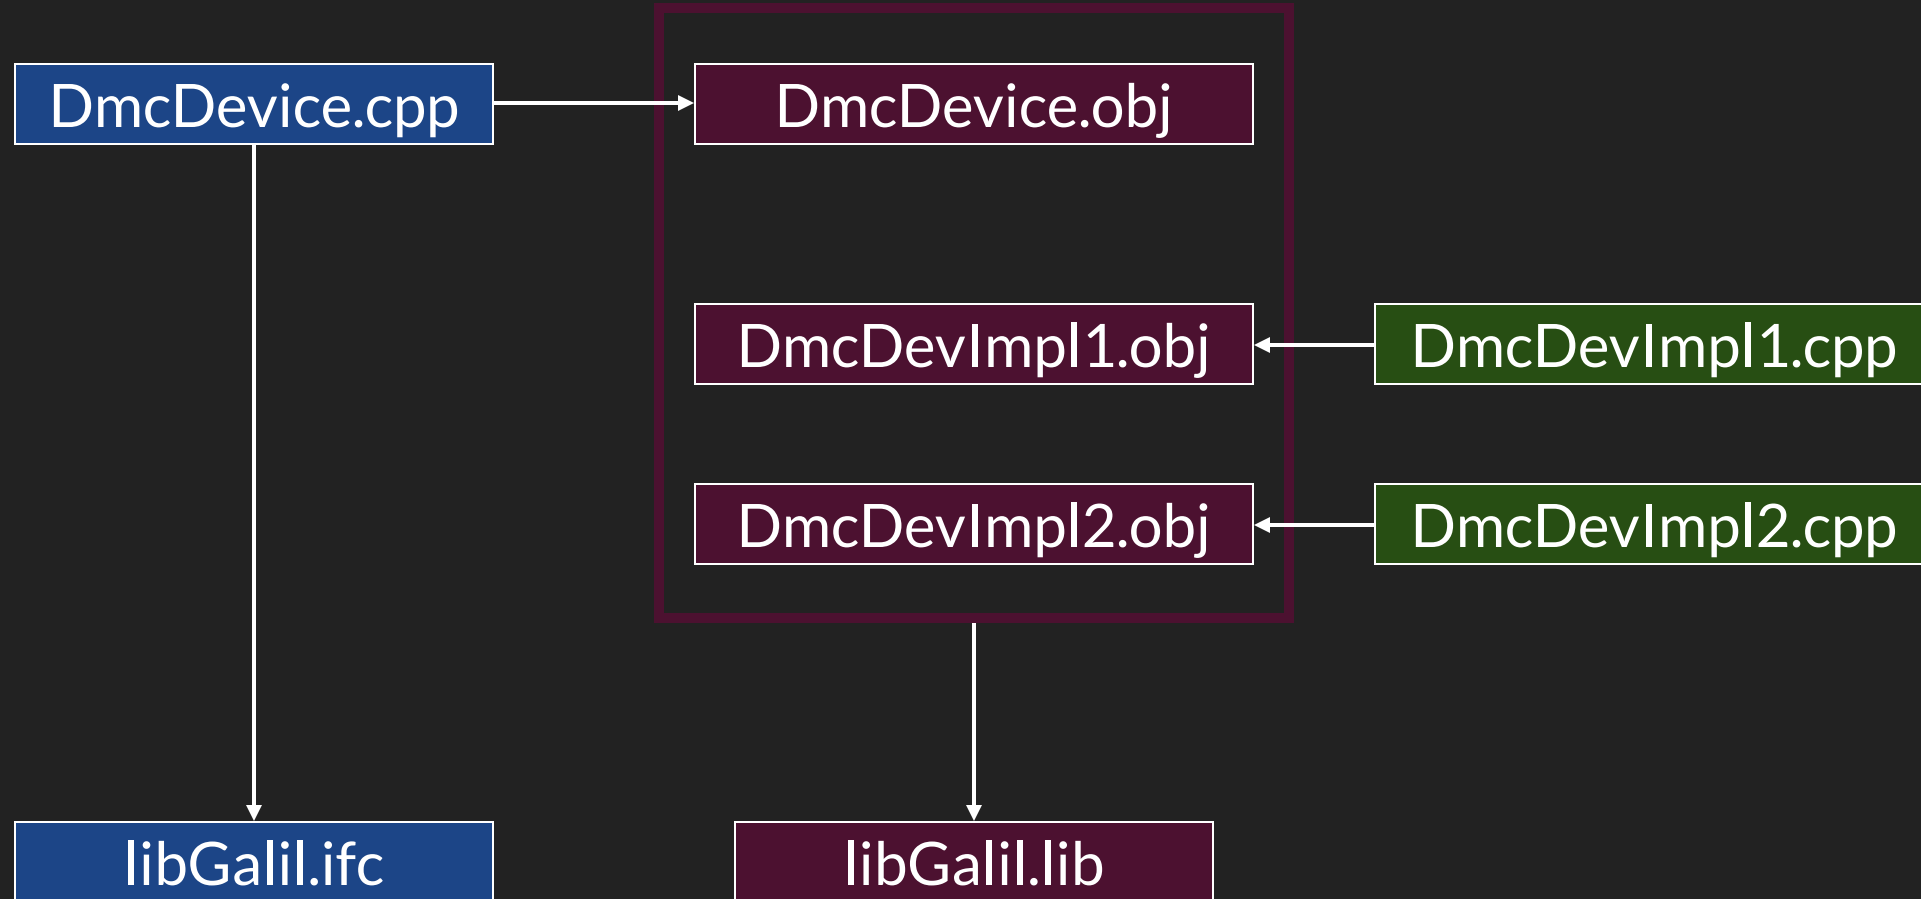 DmcDevice.cpp
DmcDevice.obj
DmcDevImpl1.obj
DmcDevImpl1.cpp
DmcDevImpl2.obj
DmcDevImpl2.cpp
libGalil.ifc
libGalil.lib